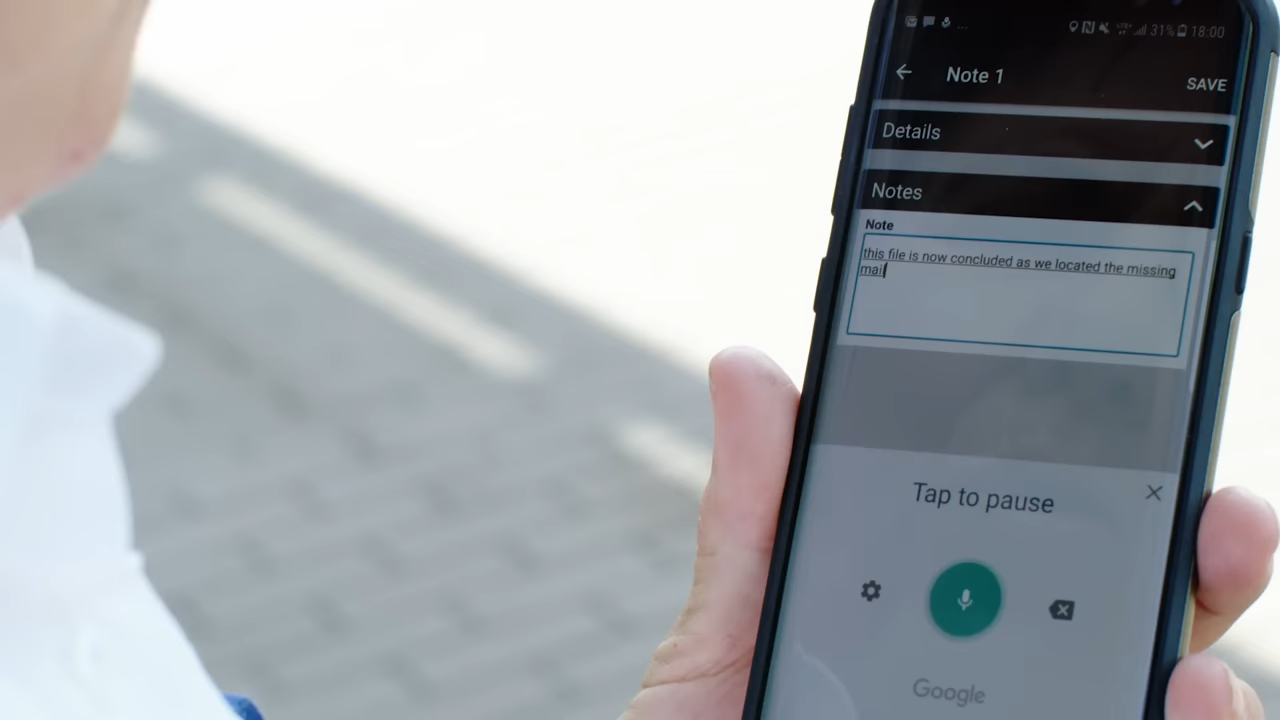 ... 31% 18:00
Note 1
SAVE
Details
Notes
Note
this file is now concluded as we located the missing
mail
Tap to pause
Google